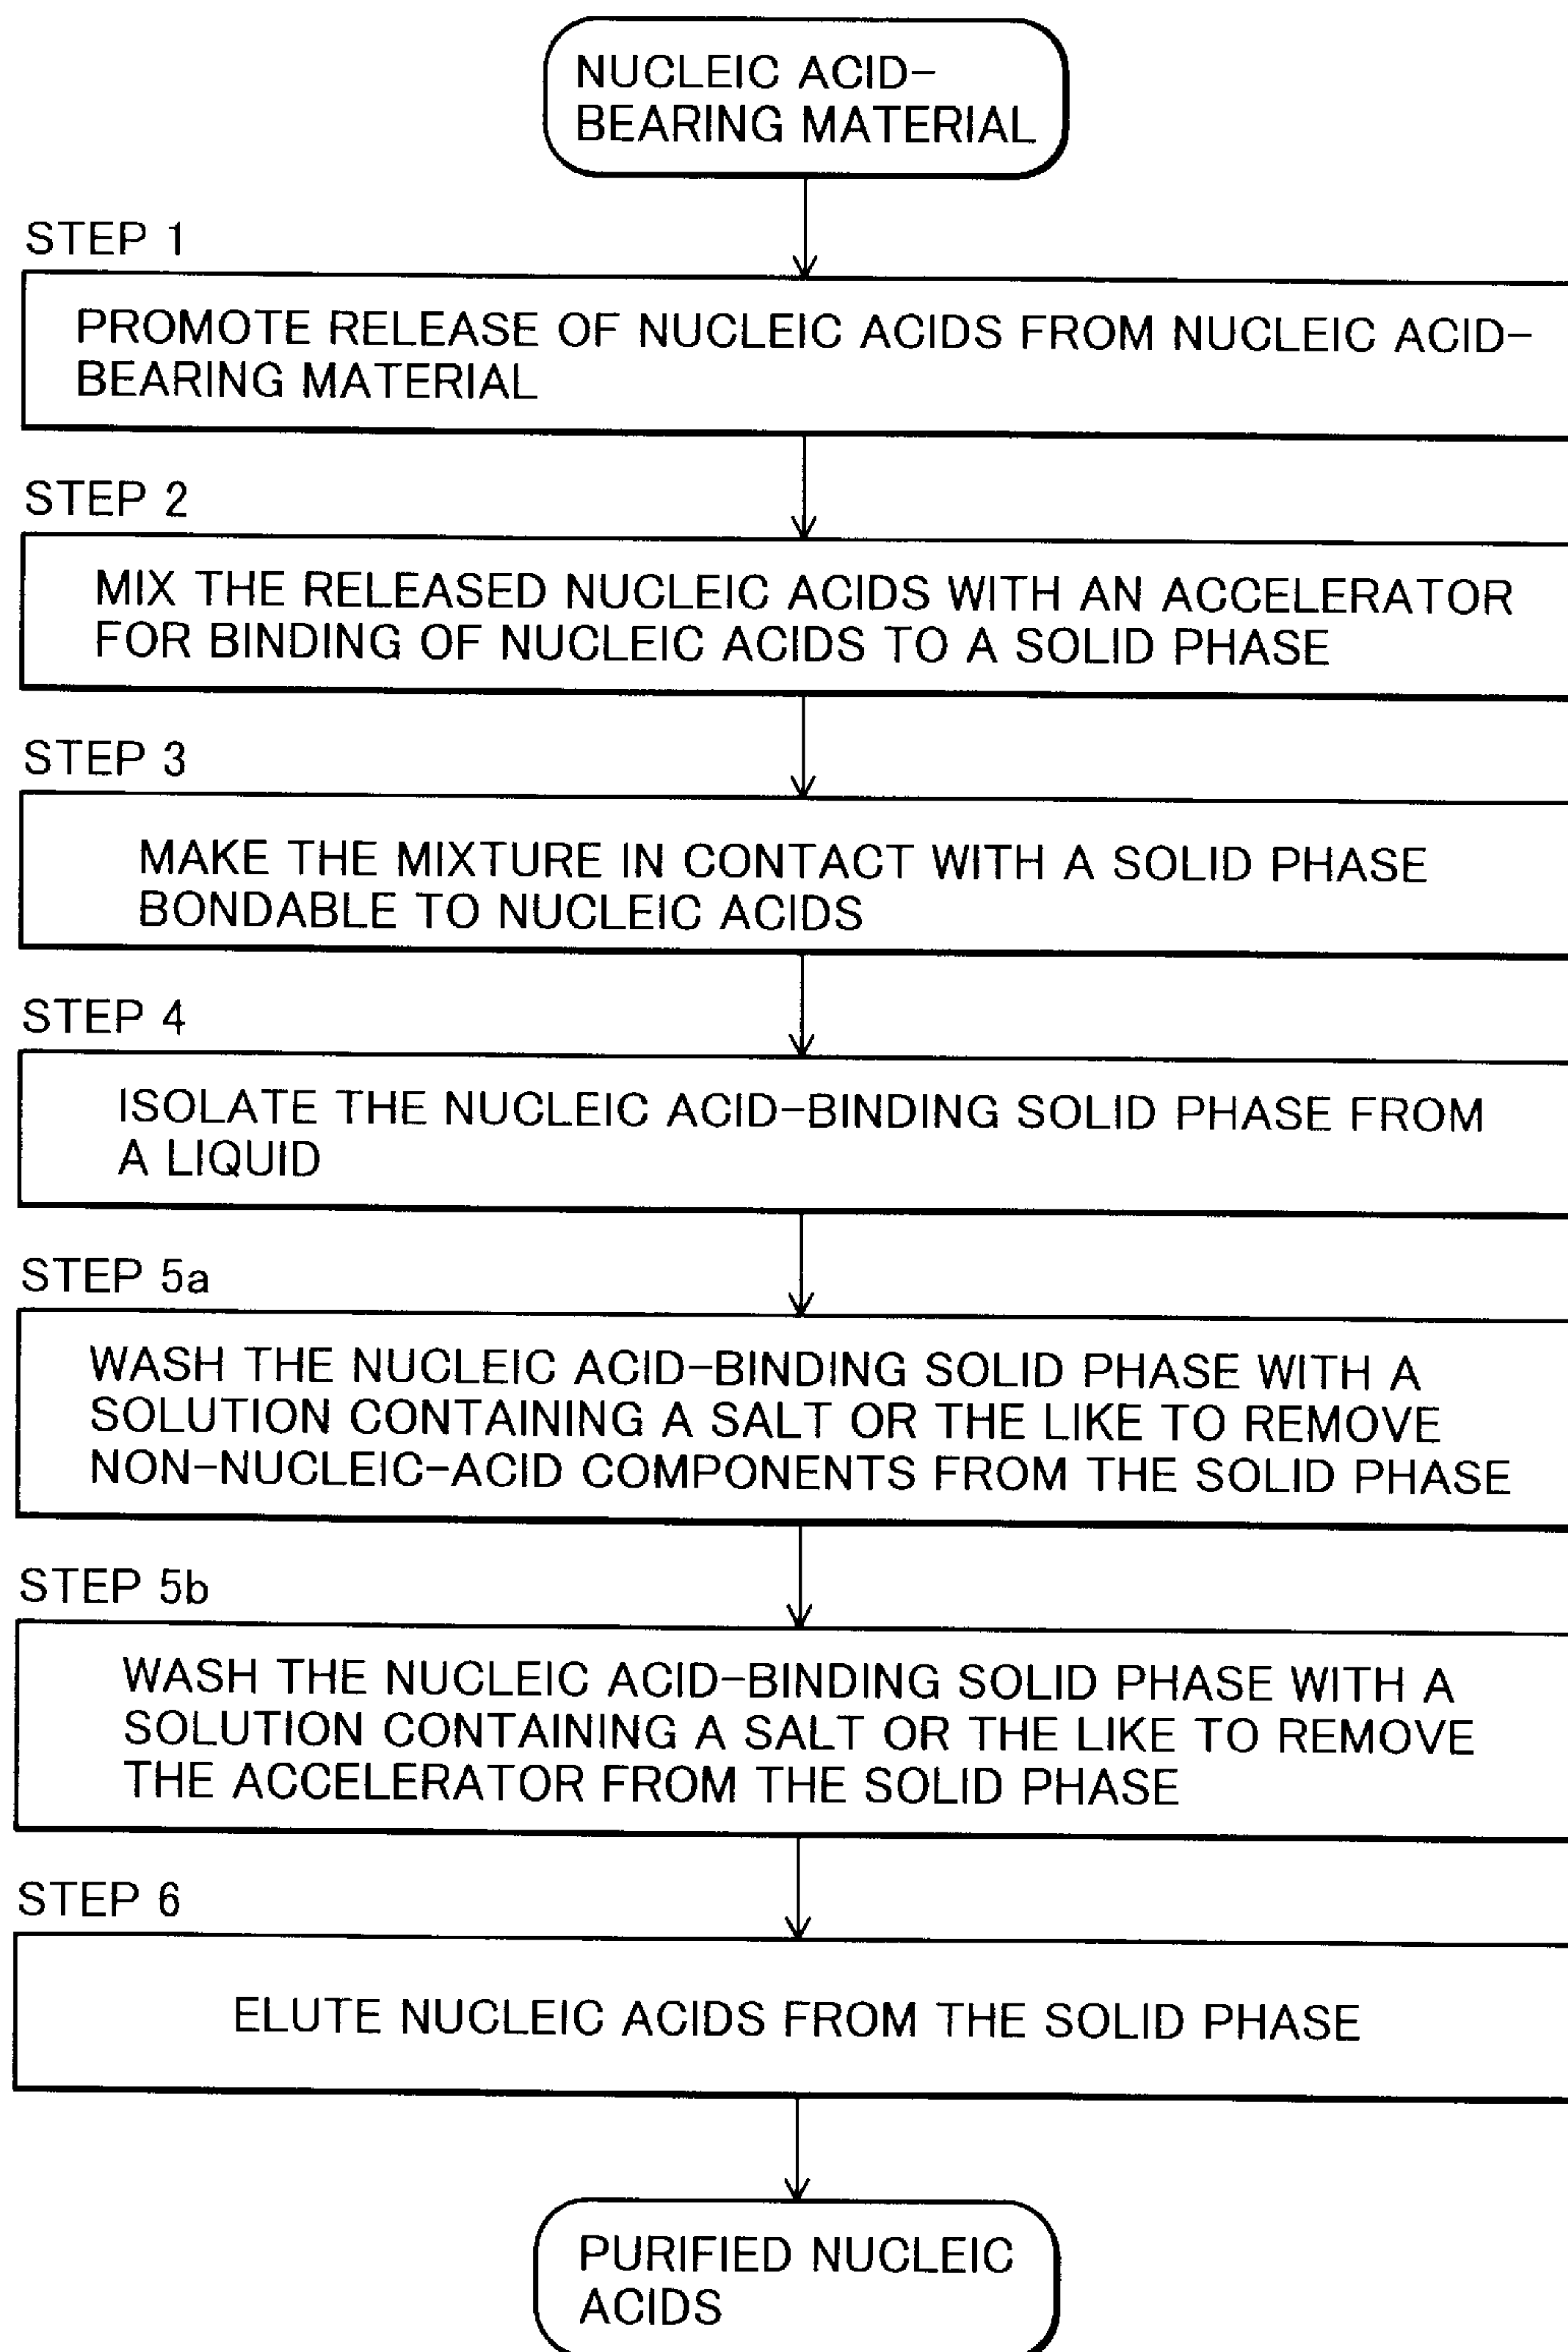 NUCLEIC ACID-
BEARING MATERIAL
STEP 1
PROMOTE RELEASE OF NUCLEIC ACIDS FROM NUCLEIC ACID-
BEARING MATERIAL
STEP 2
MIX THE RELEASED NUCLEIC ACIDS WITH AN ACCELERATOR
FOR BINDING OF NUCLEIC ACIDS TO A SOLID PHASE
STEP 3
MAKE THE MIXTURE IN CONTACT WITH A SOLID PHASE
BONDABLE TO NUCLEIC ACIDS
STEP 4
ISOLATE THE NUCLEIC ACID-BINDING SOLID PHASE FROM
A LIQUID
STEP 5a
WASH THE NUCLEIC ACID-BINDING SOLID PHASE WITH A
SOLUTION CONTAINING A SALT OR THE LIKE TO REMOVE
NON-NUCLEIC-ACID COMPONENTS FROM THE SOLID PHASE
STEP 5b
WASH THE NUCLEIC ACID-BINDING SOLID PHASE WITH A
SOLUTION CONTAINING A SALT OR THE LIKE TO REMOVE
THE ACCELERATOR FROM THE SOLID PHASE
STEP 6
ELUTE NUCLEIC ACIDS FROM THE SOLID PHASE
PURIFIED NUCLEIC
ACIDS